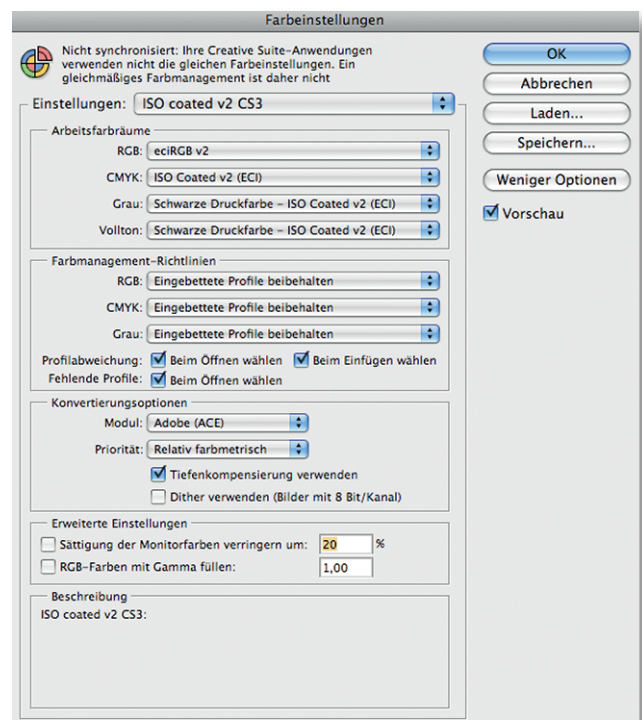 Farbeinstellungen
Nicht synchronisiert: Ihre Creative Suite-Anwendungen
verwenden nicht die gleichen Farbeinstellungen. Ein
gleichmäßiges Farbmanagement ist daher nicht
OK
Abbrechen
Laden...
Speichern...
Weniger Optionen
Vorschau
Einstellungen: ISO coated v2 CS3
Arbeitsfarbräume
RGB: eciRGB v2
CMYK: ISO Coated v2 (ECI)
Grau: Schwarze Druckfarbe – ISO Coated v2 (ECI)
Vollton: Schwarze Druckfarbe – ISO Coated v2 (ECI)
Farbmanagement-Richtlinien
RGB: Eingebettete Profile beibehalten
CMYK: Eingebettete Profile beibehalten
Grau: Eingebettete Profile beibehalten
Profilabweichung: Beim Öffnen wählen Beim Einfügen wählen
Fehlende Profile: Beim Öffnen wählen
Konvertierungsoptionen
Modul: Adobe (ACE)
Priorität: Relativ farbmetrisch
Tiefenkompensierung verwenden
Dither verwenden (Bilder mit 8 Bit/Kanal)
Erweiterte Einstellungen
Sättigung der Monitorfarben verringern um: 20 %
RGB-Farben mit Gamma füllen: 1,00
Beschreibung
ISO coated v2 CS3: